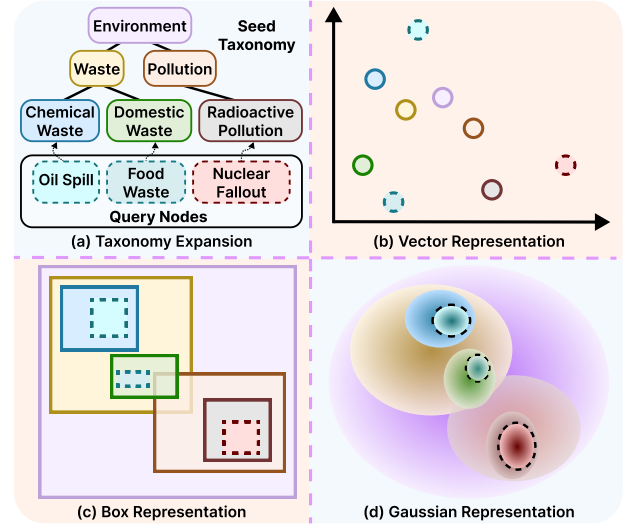 Environment
Seed
Taxonomy
Waste
Pollution
Chemical
Waste
Domestic
Waste
Radioactive
Pollution
Oil Spill
Food
Waste
Nuclear
Fallout
Query Nodes
(a) Taxonomy Expansion
(b) Vector Representation
(c) Box Representation
(d) Gaussian Representation